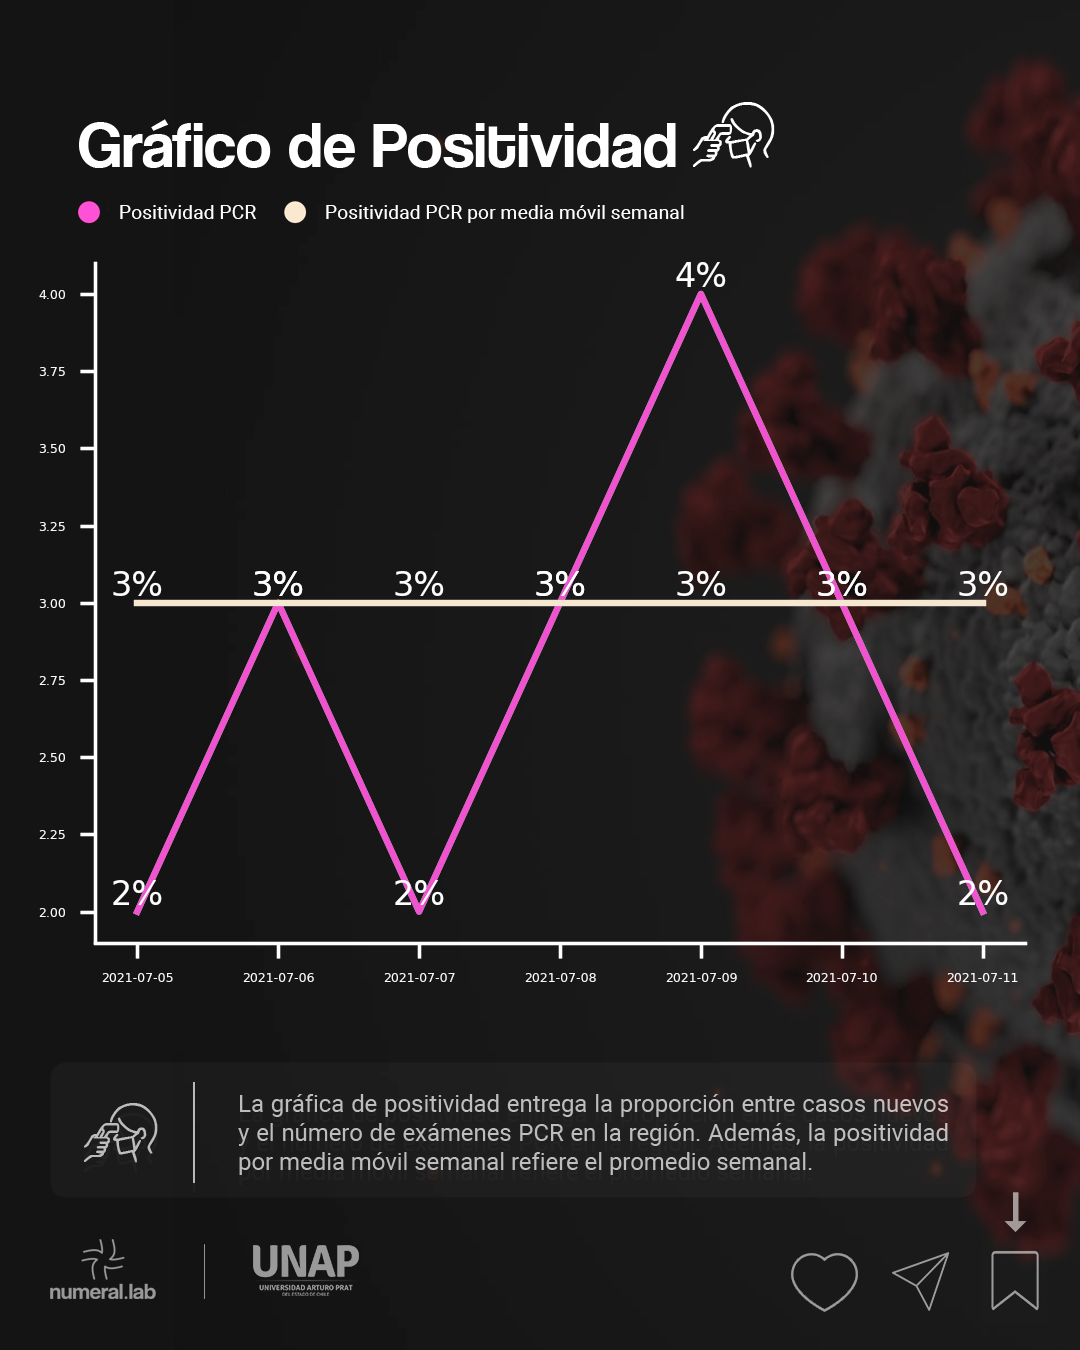 Gráfico de Positividad
Positividad PCR
Positividad PCR por media móvil semanal
4%
4.00
3.75
3.50
3.25
3% 3% 3% 3% 3% 3% 3%
3.00
2.75
2.50
2.25
2% 2% 2%
2.00
2021-07-05 2021-07-06 2021-07-07 2021-07-08 2021-07-09 2021-07-10 2021-07-11
La gráfica de positividad entrega la proporción entre casos nuevos
y el número de exámenes PCR en la región. Además, la positividad
por media móvil semanal refiere el promedio semanal.
numeral.lab
UNAP
UNIVERSIDAD ARTURO PRAT
DEL ESTADO DE CHILE